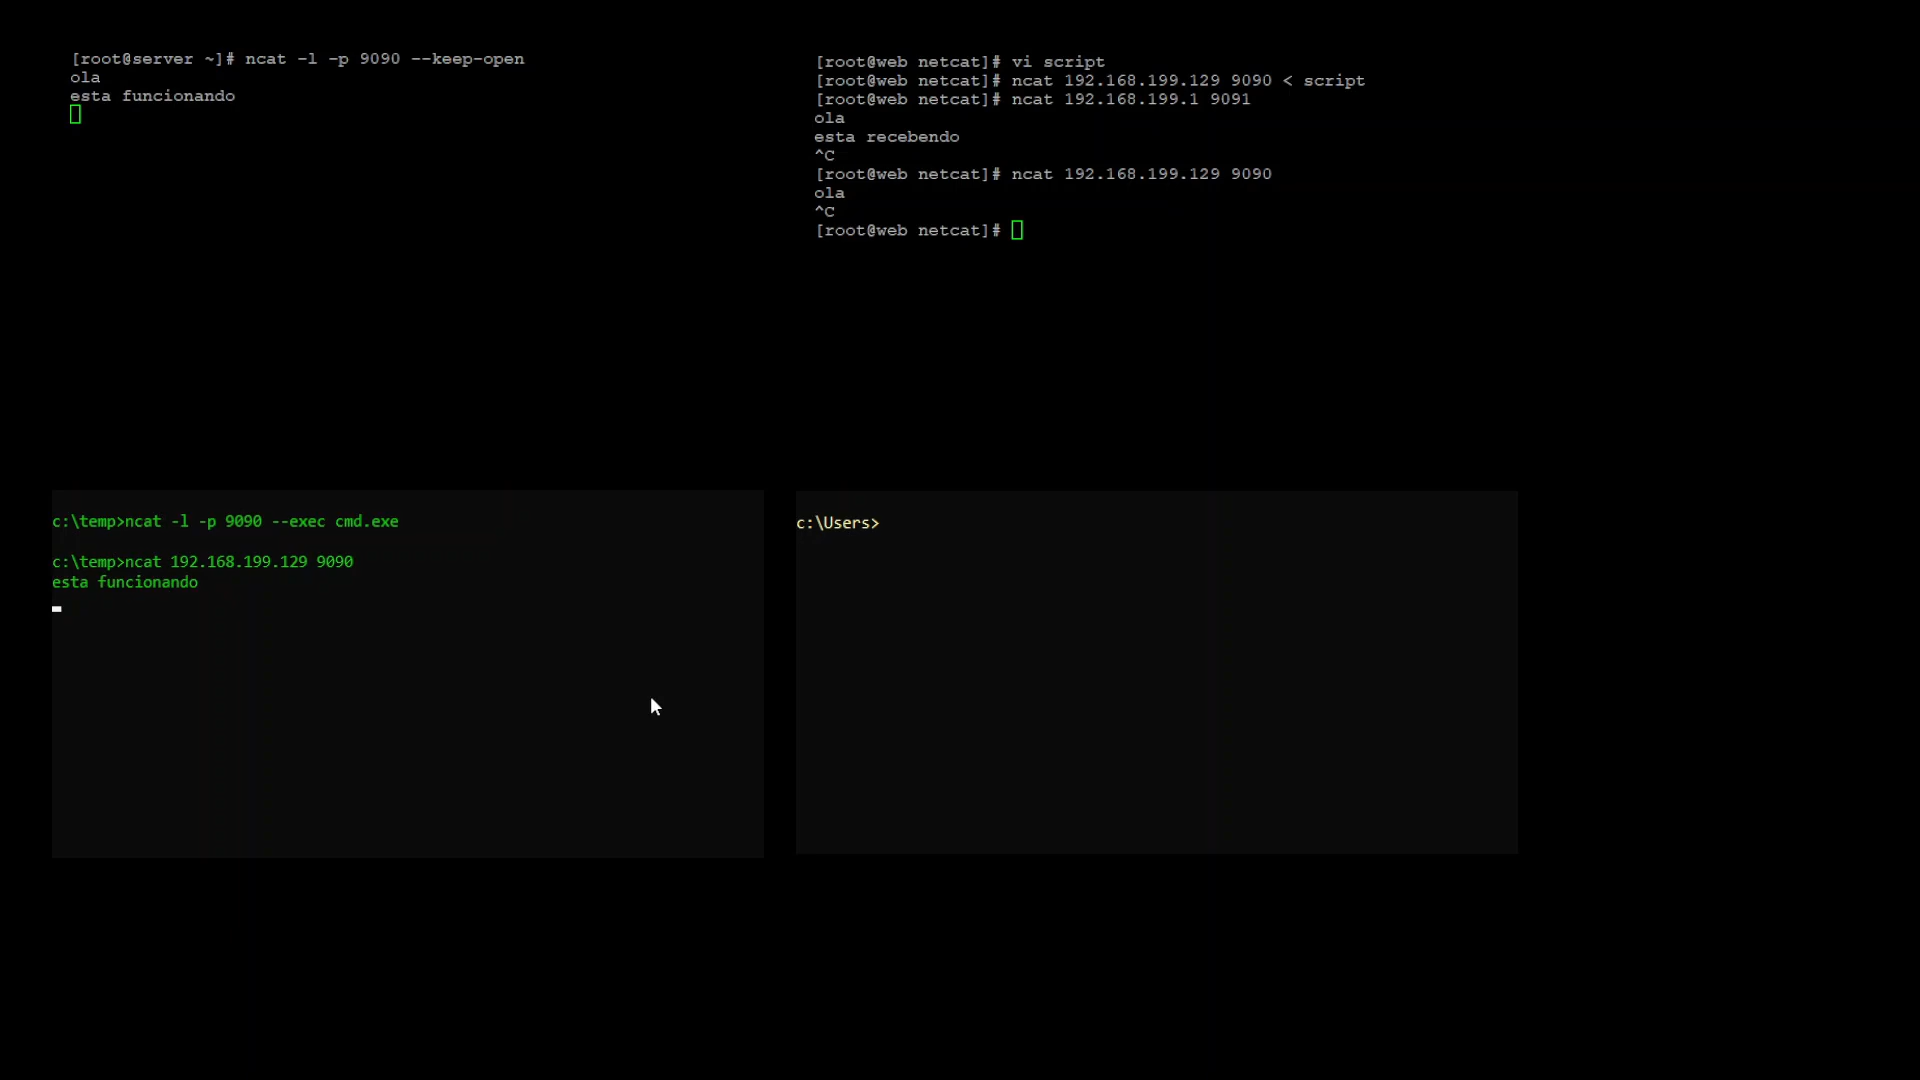 [root@server ~]# ncat -l -p 9090 --keep-open
ola
esta funcionando
[root@web netcat]# vi script
[root@web netcat]# ncat 192.168.199.129 9090 < script
[root@web netcat]# ncat 192.168.199.1 9091
ola
esta recebendo
^C
[root@web netcat]# ncat 192.168.199.129 9090
ola
^C
[root@web netcat]#
c:\temp>ncat -l -p 9090 --exec cmd.exe
c:\temp>ncat 192.168.199.129 9090
esta funcionando
c:\Users>